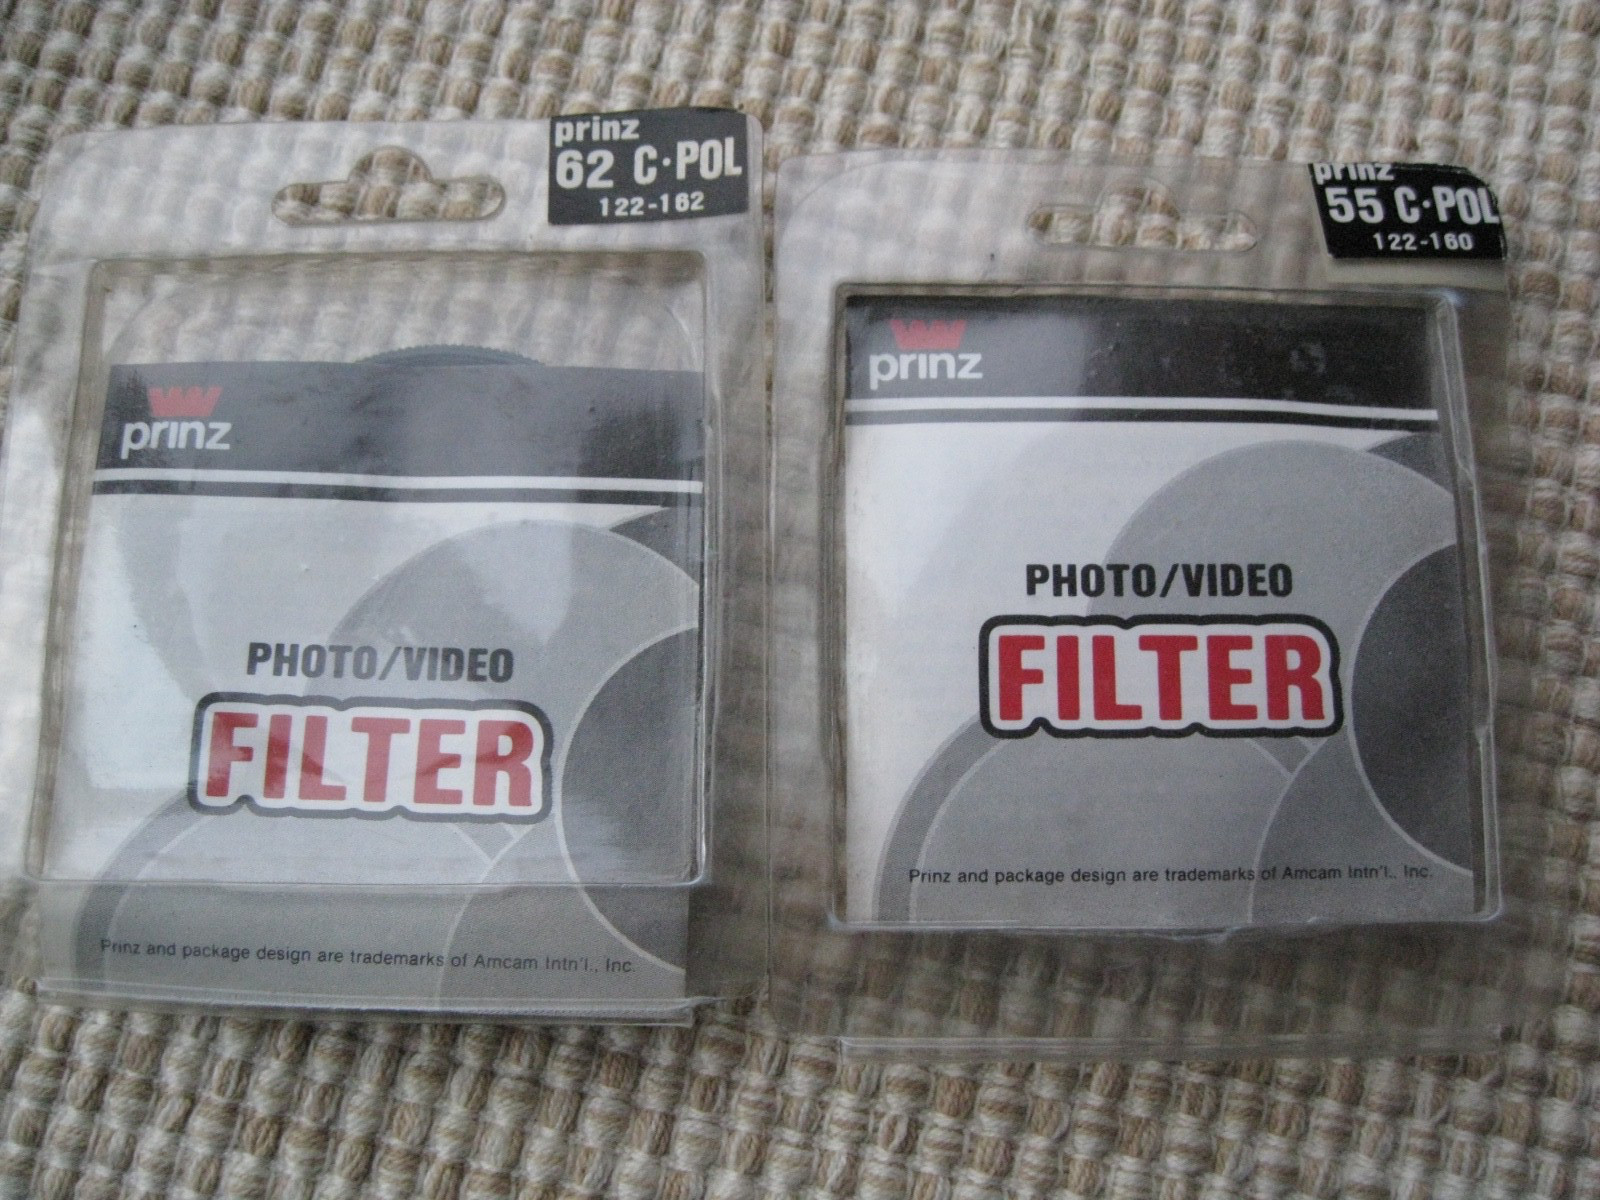 prinz
62 C·POL
122-162
prinz
PHOTO/VIDEO
FILTER
Prinz and package design are trademarks of Amcam Intn'l., Inc.
prinz
55 C·POL
122-160
prinz
PHOTO/VIDEO
FILTER
Prinz and package design are trademarks of Amcam Intn'l., Inc.